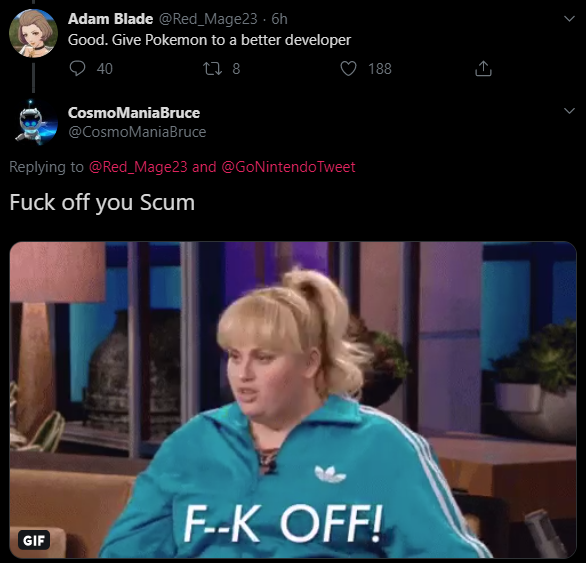 Adam Blade @Red_Mage23 · 6h
Good. Give Pokemon to a better developer
40 8 188
CosmoManiaBruce
@CosmoManiaBruce
Replying to @Red_Mage23 and @GoNintendoTweet
Fuck off you Scum
F--K OFF!
GIF